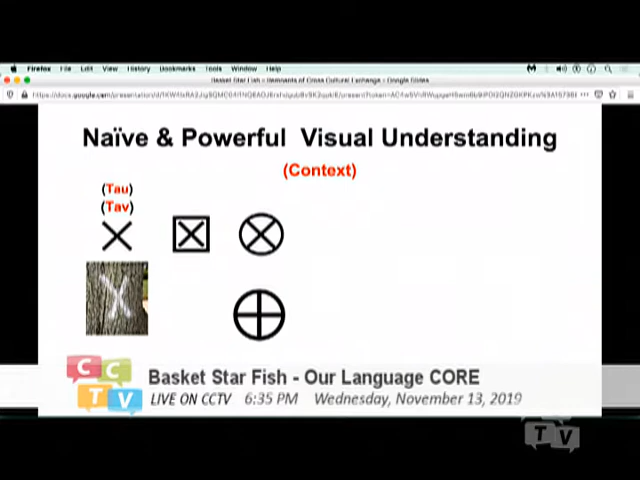 Firefox File Edit View History Bookmarks Tools Window Help
Basket Star Fish - Remnants of Cross Cultural Exchange - Google Slides
Naïve & Powerful Visual Understanding
(Context)
(Tau)
(Tav)
CCTV
Basket Star Fish - Our Language CORE
LIVE ON CCTV 6:35 PM Wednesday, November 13, 2019
TV